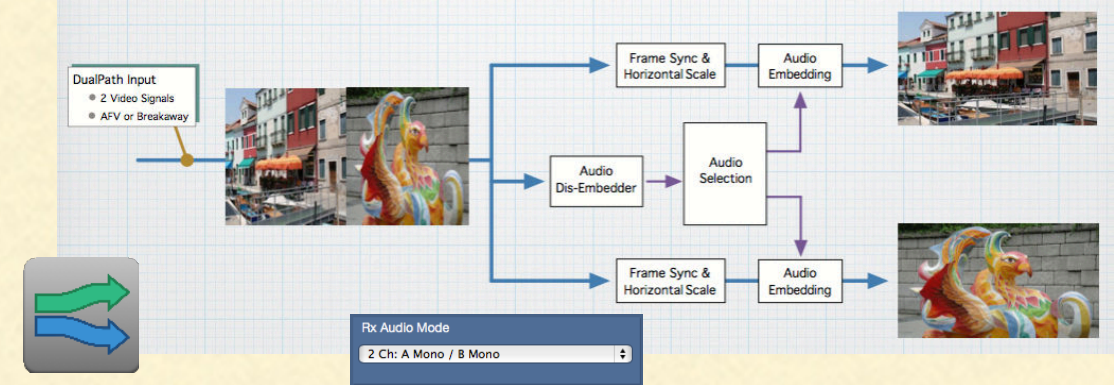 DualPath Input
2 Video Signals
AFV or Breakaway
Frame Sync &
Horizontal Scale
Audio
Embedding
Audio
Dis-Embedder
Audio
Selection
Frame Sync &
Horizontal Scale
Audio
Embedding
Rx Audio Mode
2 Ch: A Mono / B Mono